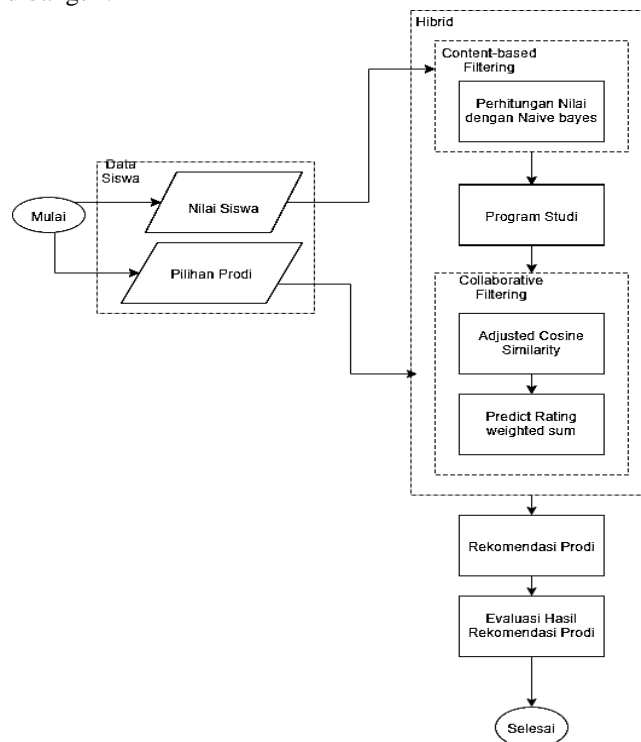 Hibrid
Content-based
Filtering
Perhitungan Nilai
dengan Naive bayes
Data
Siswa
Mulai
Nilai Siswa
Program Studi
Pilihan Prodi
Collaborative
Filtering
Adjusted Cosine
Similarity
Predict Rating
weighted sum
Rekomendasi Prodi
Evaluasi Hasil
Rekomendasi Prodi
Selesai